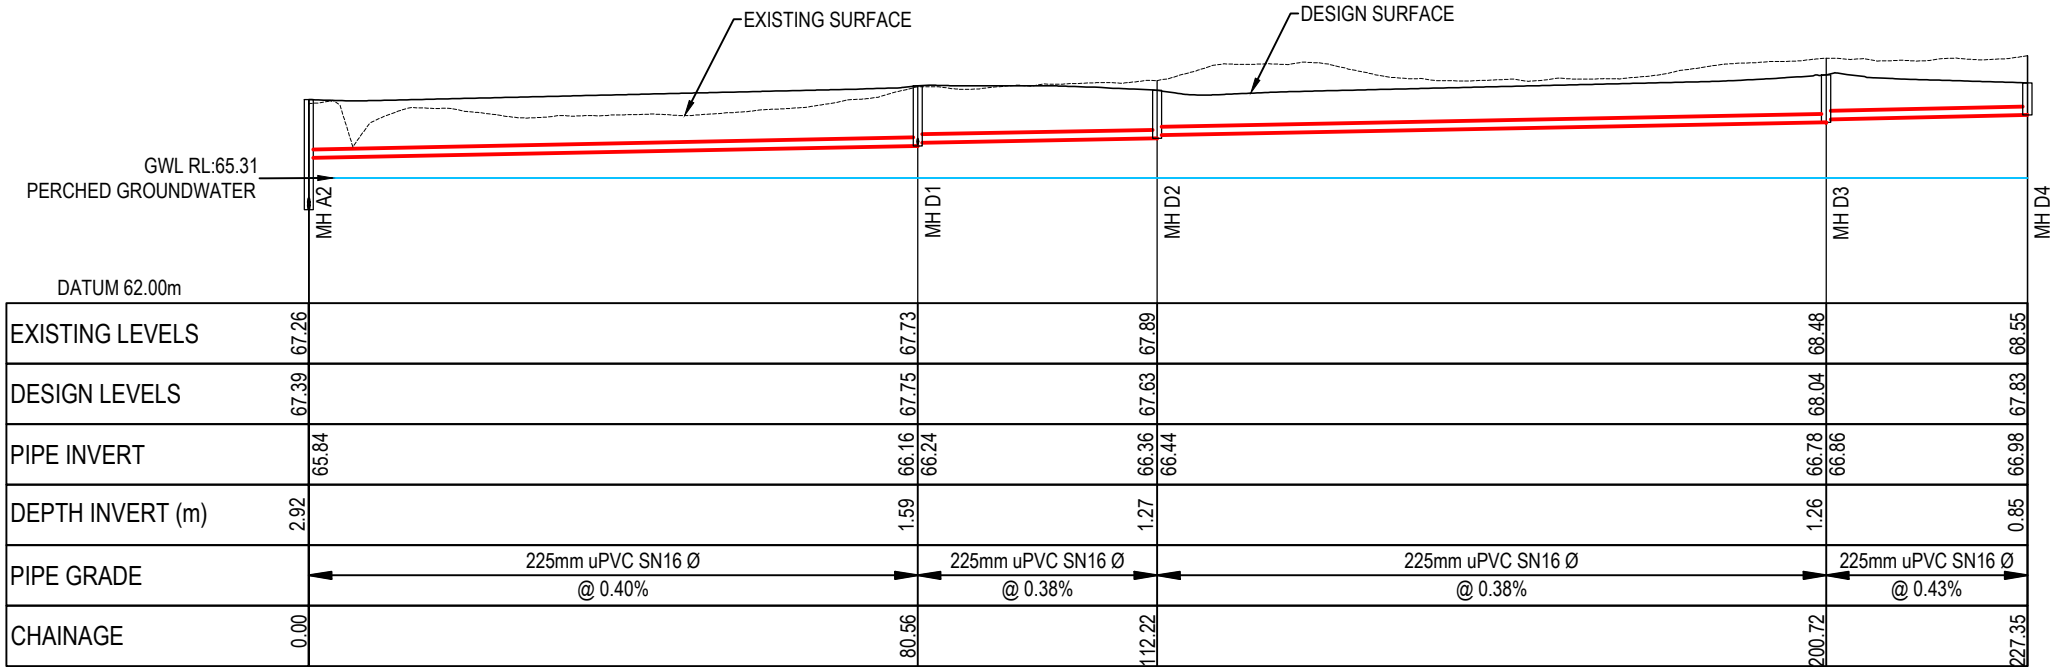 EXISTING SURFACE
DESIGN SURFACE
GWL RL:65.31
PERCHED GROUNDWATER
MH A2
MH D1
MH D2
MH D3
MH D4
DATUM 62.00m
EXISTING LEVELS 67.26 67.73 67.89 68.48 68.55
DESIGN LEVELS 67.39 67.75 67.63 68.04 67.83
PIPE INVERT 65.84 66.16 66.24 66.36 66.44 66.78 66.86 66.98
DEPTH INVERT (m) 2.92 1.59 1.27 1.26 0.85
PIPE GRADE
225mm uPVC SN16 Ø
@ 0.40%
225mm uPVC SN16 Ø
@ 0.38%
225mm uPVC SN16 Ø
@ 0.38%
225mm uPVC SN16 Ø
@ 0.43%
CHAINAGE 0.00 80.56 112.22 200.72 227.35